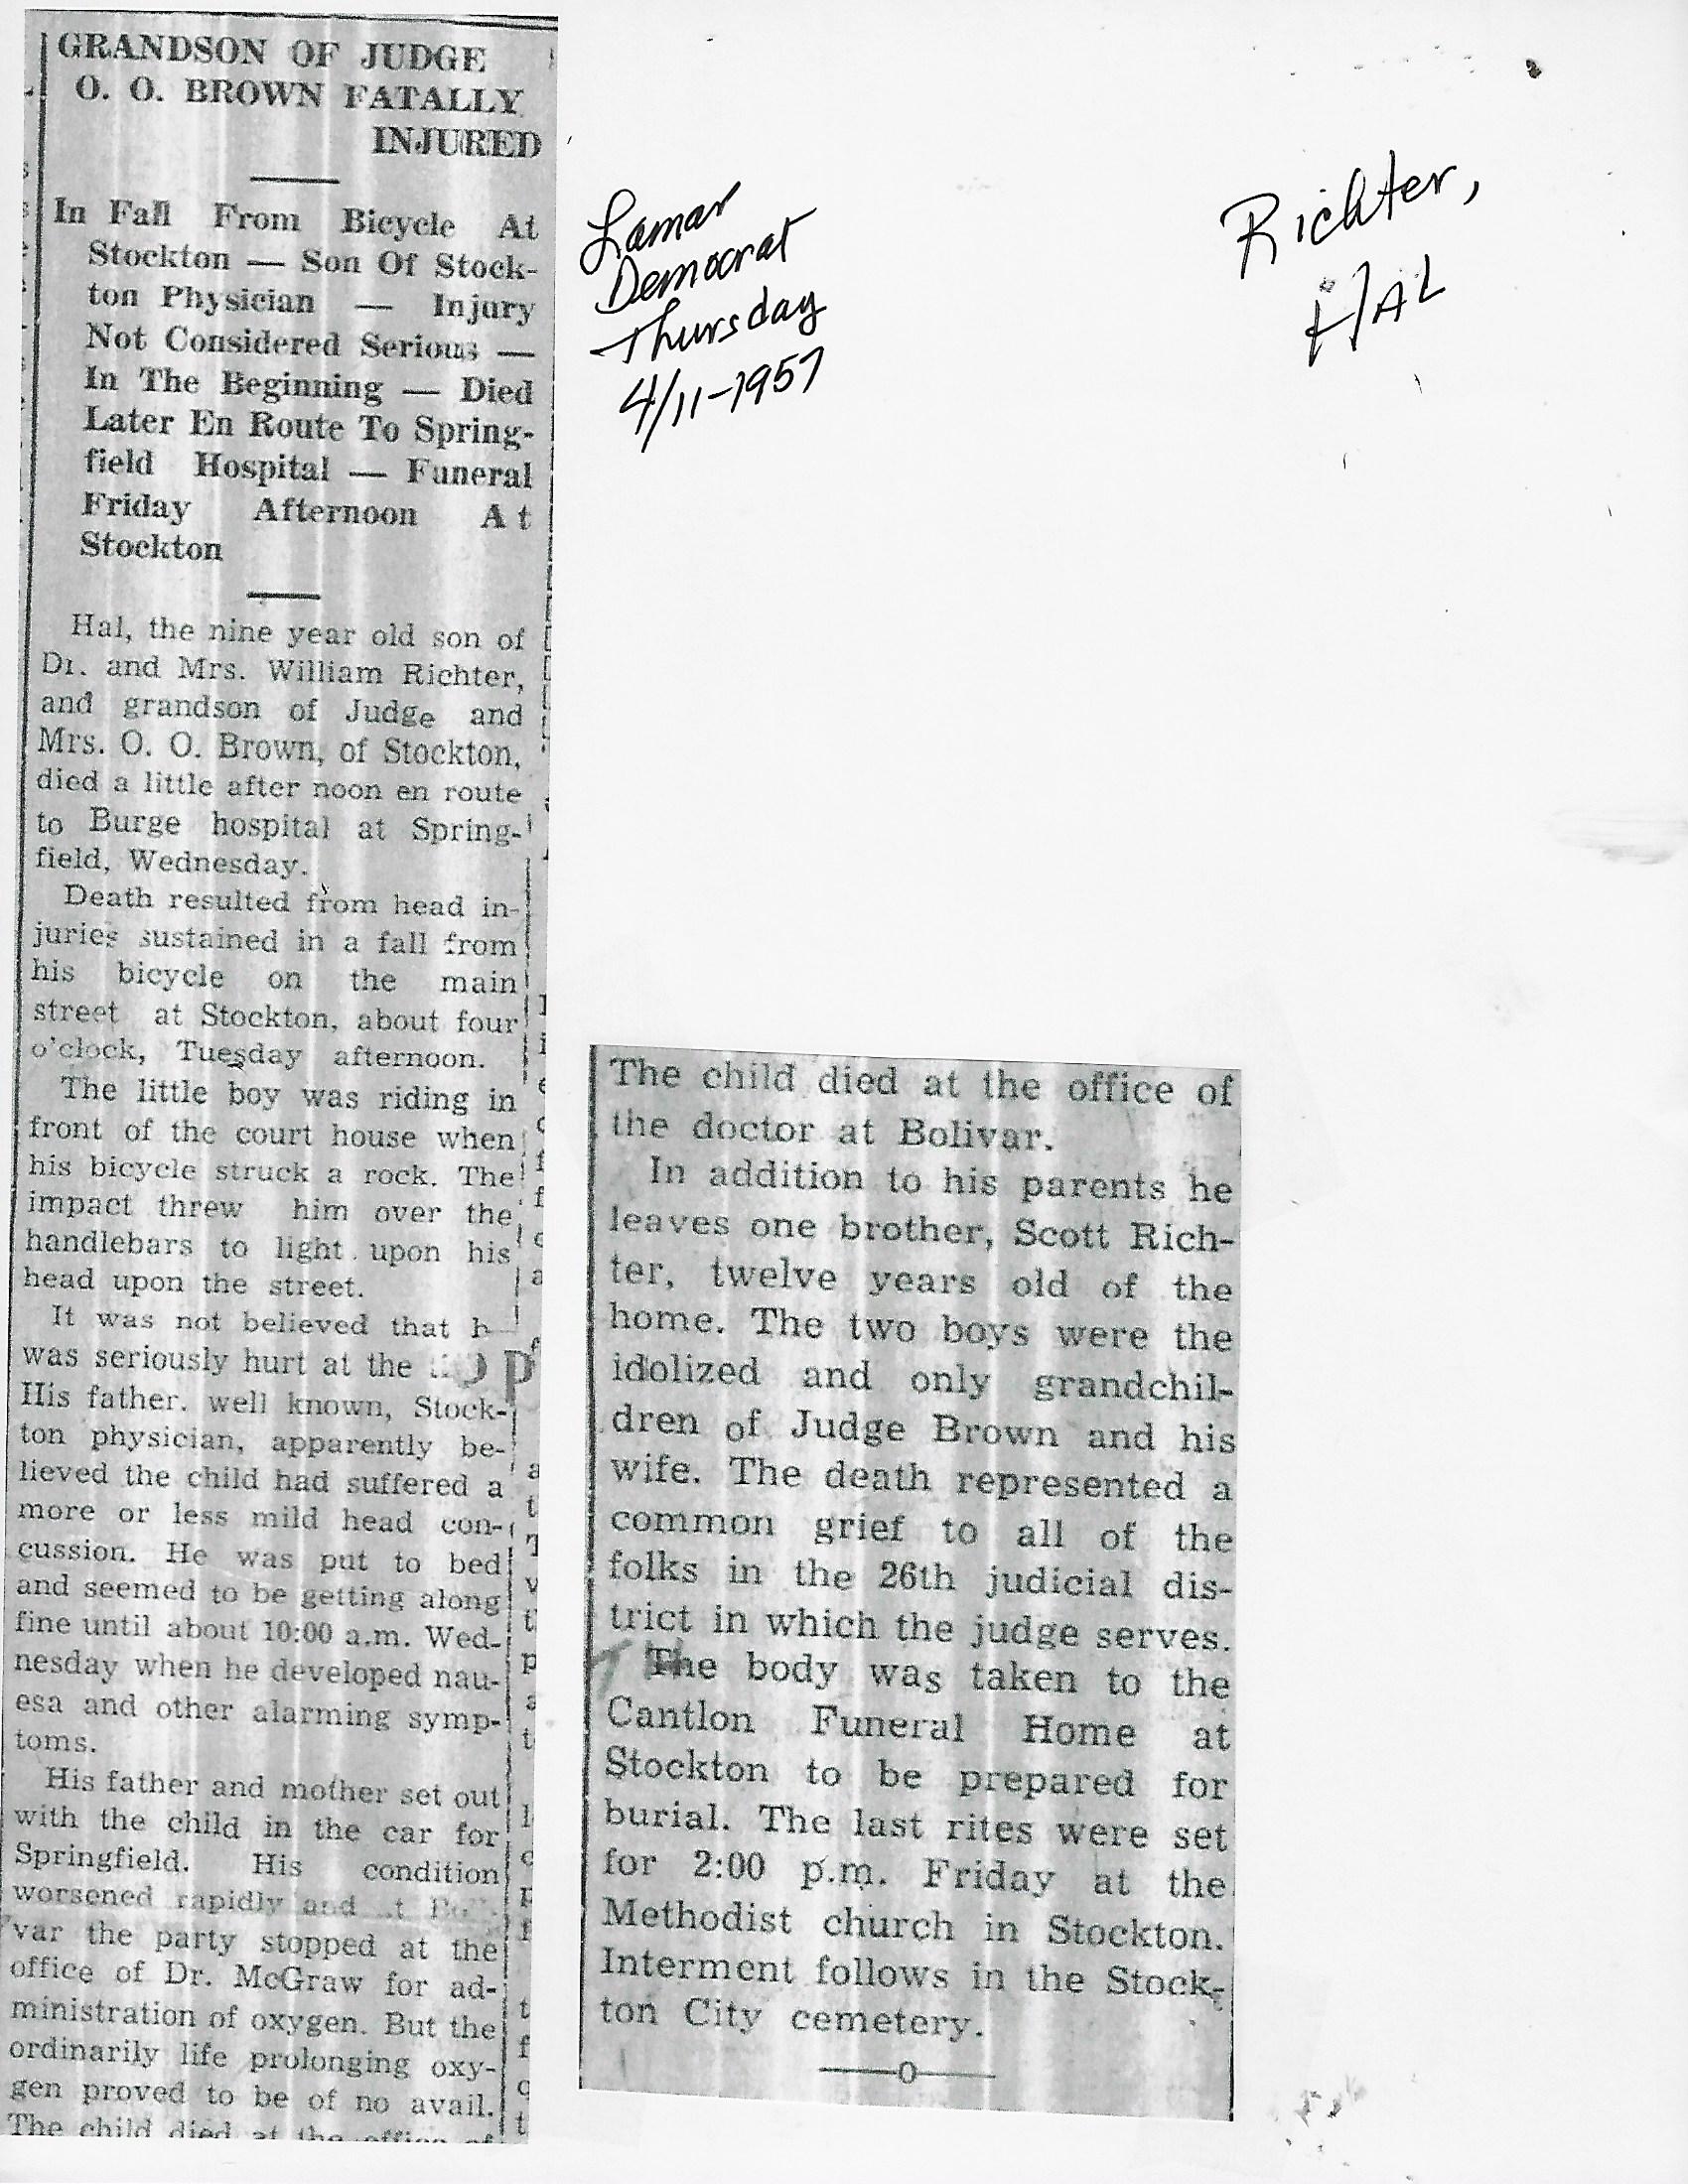 GRANDSON OF JUDGE
O. O. BROWN FATALLY
INJURED
In Fall From Bicycle At
Stockton — Son Of Stock-
ton Physician — Injury
Not Considered Serious —
In The Beginning — Died
Later En Route To Spring-
field Hospital — Funeral
Friday Afternoon At
Stockton
Hal, the nine year old son of
Dr. and Mrs. William Richter,
and grandson of Judge and
Mrs. O. O. Brown, of Stockton,
died a little after noon en route
to Burge hospital at Spring-
field, Wednesday.
Death resulted from head in-
juries sustained in a fall from
his bicycle on the main
street at Stockton, about four
o'clock, Tuesday afternoon.
The little boy was riding in
front of the court house when
his bicycle struck a rock. The
impact threw him over the
handlebars to light upon his
head upon the street.
It was not believed that
was seriously hurt at the
His father. well known, Stock-
ton physician, apparently be-
lieved the child had suffered a
more or less mild head con-
cussion. He was put to bed
and seemed to be getting along
fine until about 10:00 a.m. Wed-
nesday when he developed nau-
esa and other alarming symp-
toms.
His father and mother set out
with the child in the car for
Springfield. His condition
worsened rapidly and
var the party stopped at the
office of Dr. McGraw for ad-
ministration of oxygen. But the
ordinarily life prolonging oxy-
gen proved to be of no avail.
The child died at the office of
Lamar
Democrat
Thursday
4/11-1957
Richter,
HAL
The child died at the office of
the doctor at Bolivar.
In addition to his parents he
leaves one brother, Scott Rich-
ter, twelve years old of the
home. The two boys were the
idolized and only grandchil-
dren of Judge Brown and his
wife. The death represented a
common grief to all of the
folks in the 26th judicial dis-
trict in which the judge serves.
The body was taken to the
Cantlon Funeral Home at
Stockton to be prepared for
burial. The last rites were set
for 2:00 p.m. Friday at the
Methodist church in Stockton.
Interment follows in the Stock-
ton City cemetery.
——o——